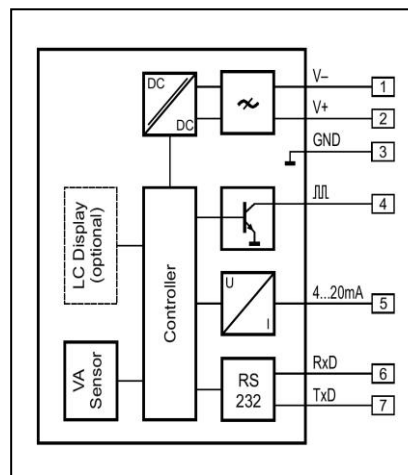 DC
DC
V–
1
V+
2
GND
3
4
LC Display
(optional)
Controller
U
I
4...20mA
5
VA
Sensor
RS
232
RxD
6
TxD
7